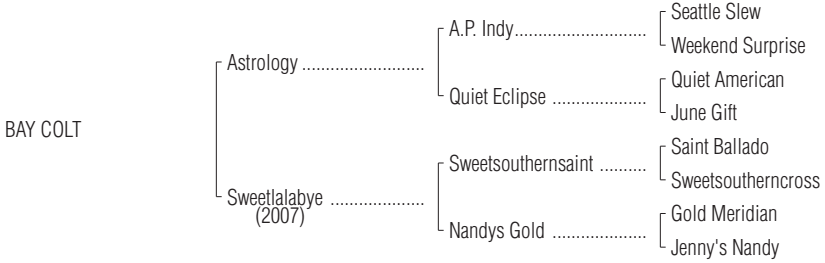 Seattle Slew
A.P. Indy..........................
Weekend Surprise
Astrology ........................
Quiet American
Quiet Eclipse ...................
June Gift
BAY COLT
Saint Ballado
Sweetsouthernsaint .........
Sweetsoutherncross
Sweetlalabye ...................
(2007)
Gold Meridian
Nandys Gold ...................
Jenny's Nandy